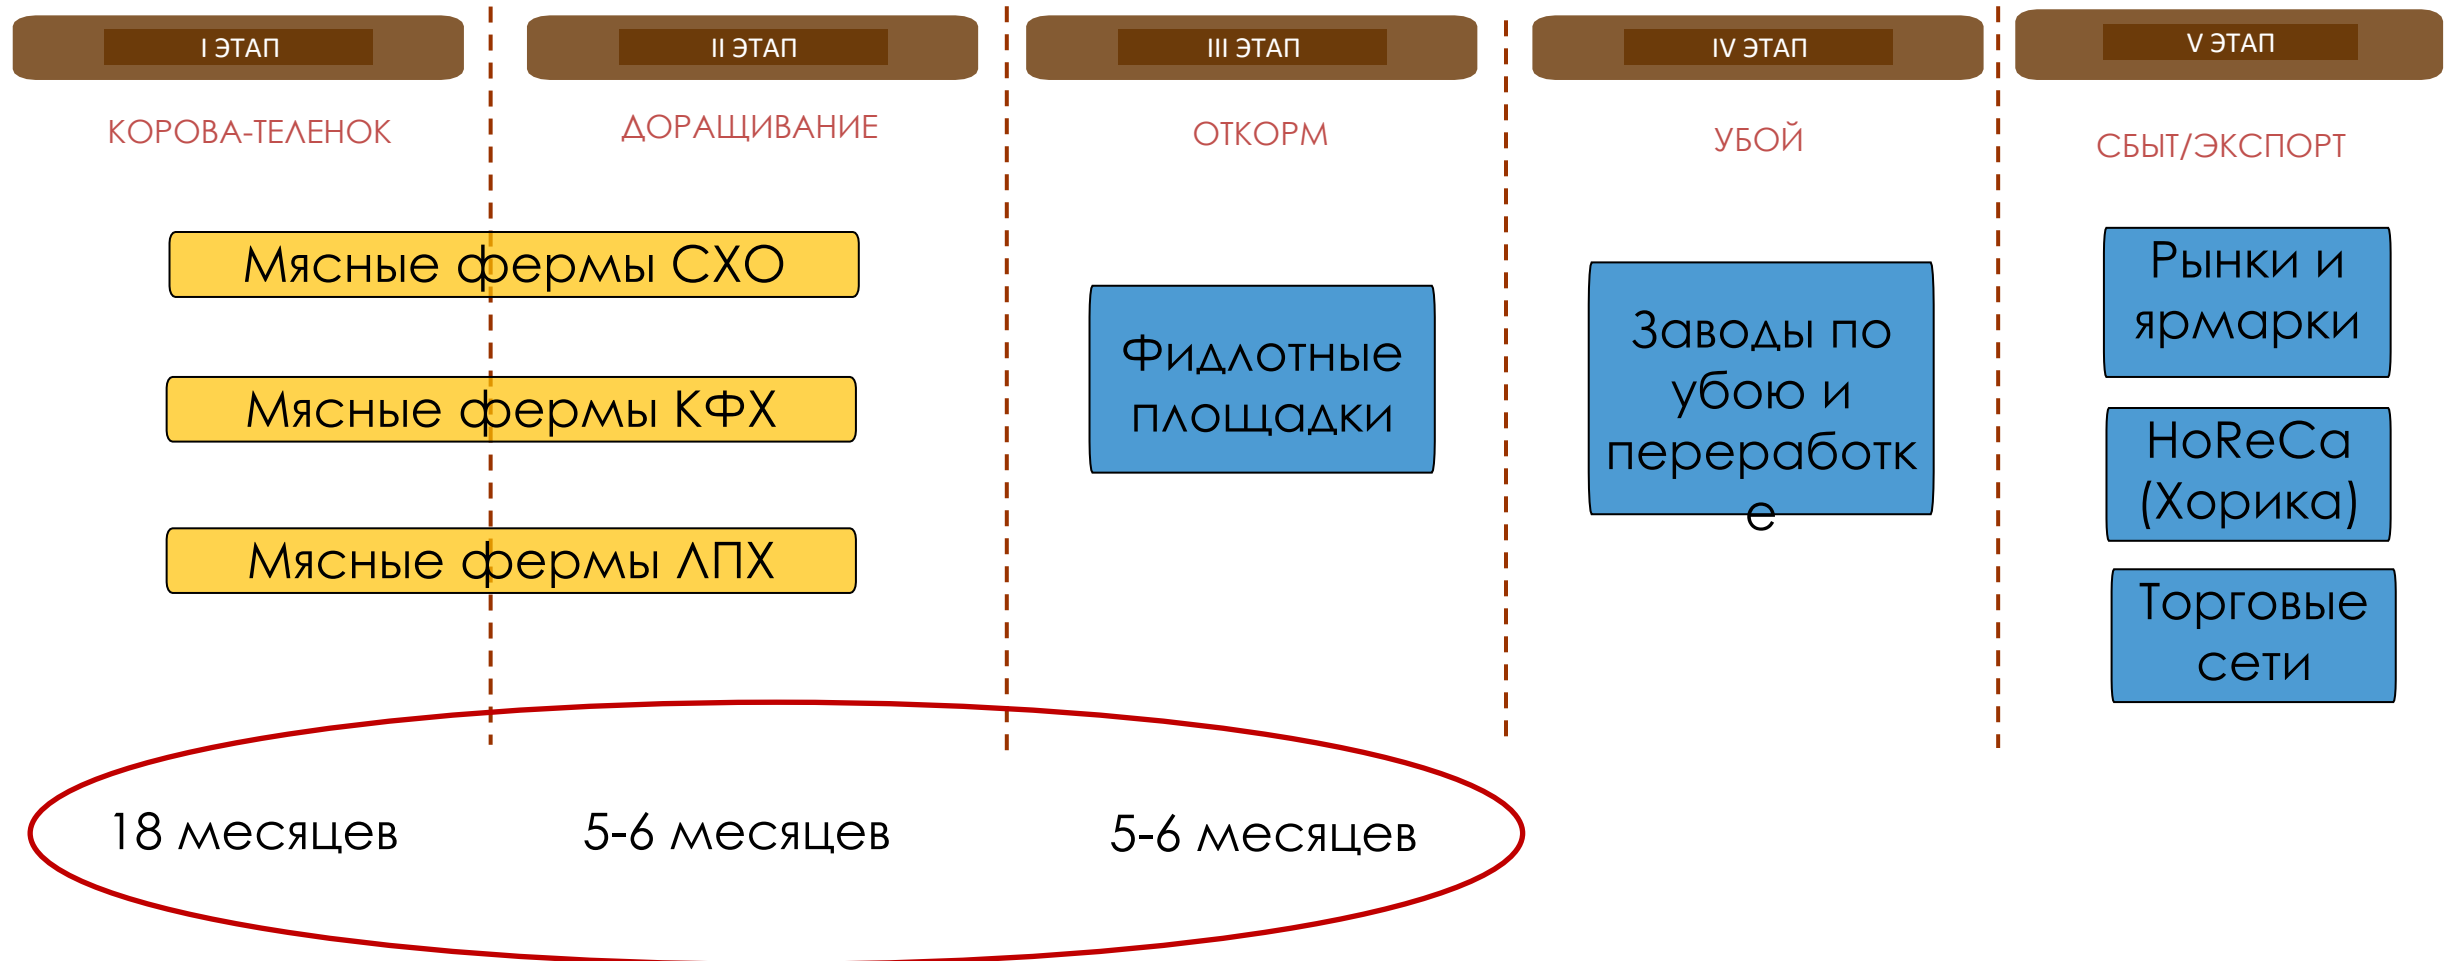 I ЭТАП
II ЭТАП
III ЭТАП
IV ЭТАП
V ЭТАП
КОРОВА-ТЕЛЕНОК
ДОРАЩИВАНИЕ
ОТКОРМ
УБОЙ
СБЫТ/ЭКСПОРТ
Мясные фермы СХО
Мясные фермы КФХ
Мясные фермы ЛПХ
Фидлотные
площадки
Заводы по
убою и
переработк
е
Рынки и
ярмарки
HoReCa
(Хорика)
Торговые
сети
18 месяцев
5-6 месяцев
5-6 месяцев